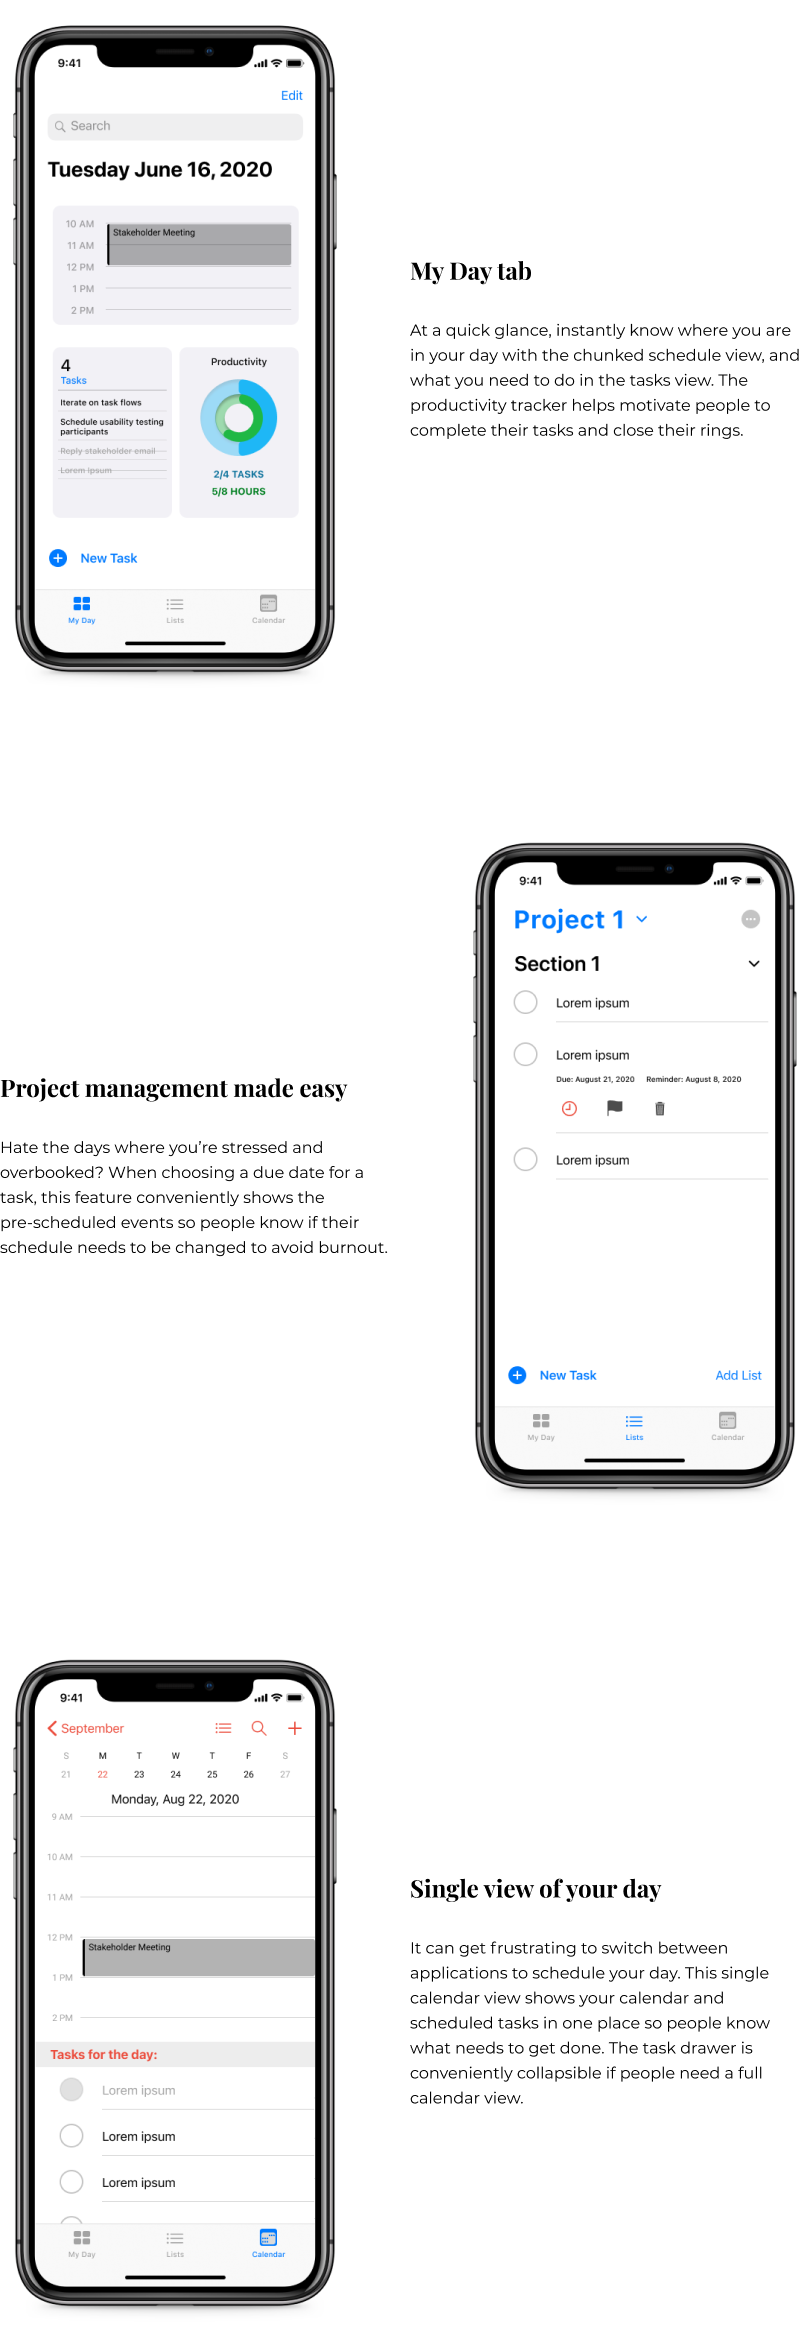 9:41
Edit
Search
Tuesday June 16, 2020
10 AM
Stakeholder Meeting
11 AM
12 PM
1 PM
2 PM
4
Tasks
Iterate on task flows
Schedule usability testing
participants
Reply stakeholder email
Lorem Ipsum
Productivity
2/4 TASKS
5/8 HOURS
New Task
My Day
Lists
Calendar
My Day tab
At a quick glance, instantly know where you are
in your day with the chunked schedule view, and
what you need to do in the tasks view. The
productivity tracker helps motivate people to
complete their tasks and close their rings.
Project management made easy
Hate the days where you’re stressed and
overbooked? When choosing a due date for a
task, this feature conveniently shows the
pre-scheduled events so people know if their
schedule needs to be changed to avoid burnout.
9:41
Project 1
Section 1
Lorem ipsum
Lorem ipsum
Due: August 21, 2020 Reminder: August 8, 2020
Lorem ipsum
New Task
Add List
My Day
Lists
Calendar
9:41
September
S M T W T F S
21 22 23 24 25 26 27
Monday, Aug 22, 2020
9 AM
10 AM
11 AM
12 PM
Stakeholder Meeting
1 PM
2 PM
Tasks for the day:
Lorem ipsum
Lorem ipsum
Lorem ipsum
My Day
Lists
Calendar
Single view of your day
It can get frustrating to switch between
applications to schedule your day. This single
calendar view shows your calendar and
scheduled tasks in one place so people know
what needs to get done. The task drawer is
conveniently collapsible if people need a full
calendar view.